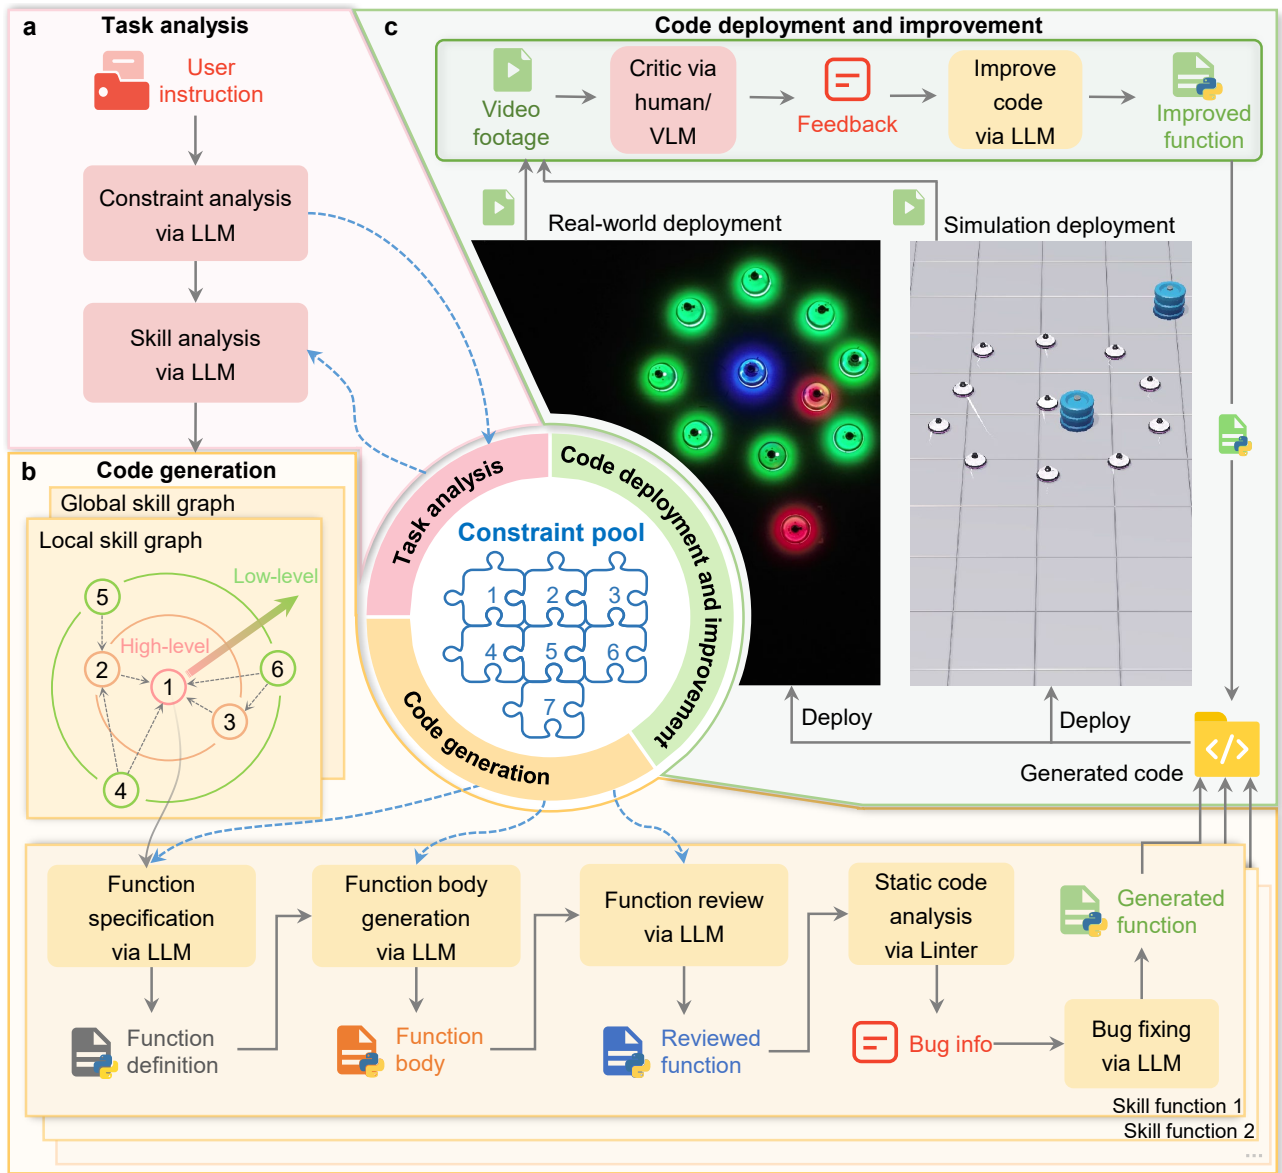 a
Task analysis
User
instruction
Constraint analysis
via LLM
Skill analysis
via LLM
c
Code deployment and improvement
Video
footage
Critic via
human/
VLM
Feedback
Improve
code
via LLM
Improved
function
Real-world deployment
Simulation deployment
Deploy
Deploy
Generated code
</>
Task analysis
Code deployment and improvement
Code generation
Constraint pool
1
2
3
4
5
6
7
b
Code generation
Global skill graph
Local skill graph
Low-level
High-level
5
2
1
6
3
4
Function
specification
via LLM
Function
definition
Function body
generation
via LLM
Function
body
Function review
via LLM
Reviewed
function
Static code
analysis
via Linter
Bug info
Bug fixing
via LLM
Generated
function
Skill function 1
Skill function 2
...